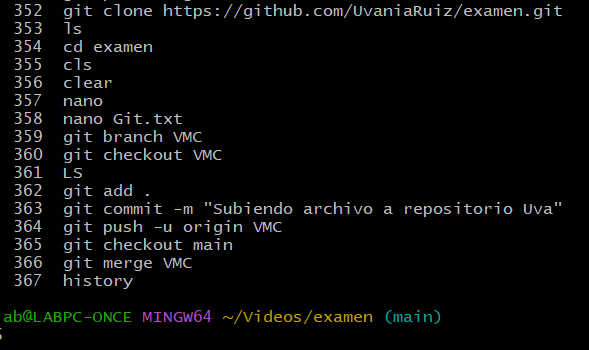 352 git clone https://github.com/UvaniaRuiz/examen.git
353 ls
354 cd examen
355 cls
356 clear
357 nano
358 nano Git.txt
359 git branch VMC
360 git checkout VMC
361 LS
362 git add .
363 git commit -m "Subiendo archivo a repositorio Uva"
364 git push -u origin VMC
365 git checkout main
366 git merge VMC
367 history
ab@LABPC-ONCE MINGW64 ~/Videos/examen (main)